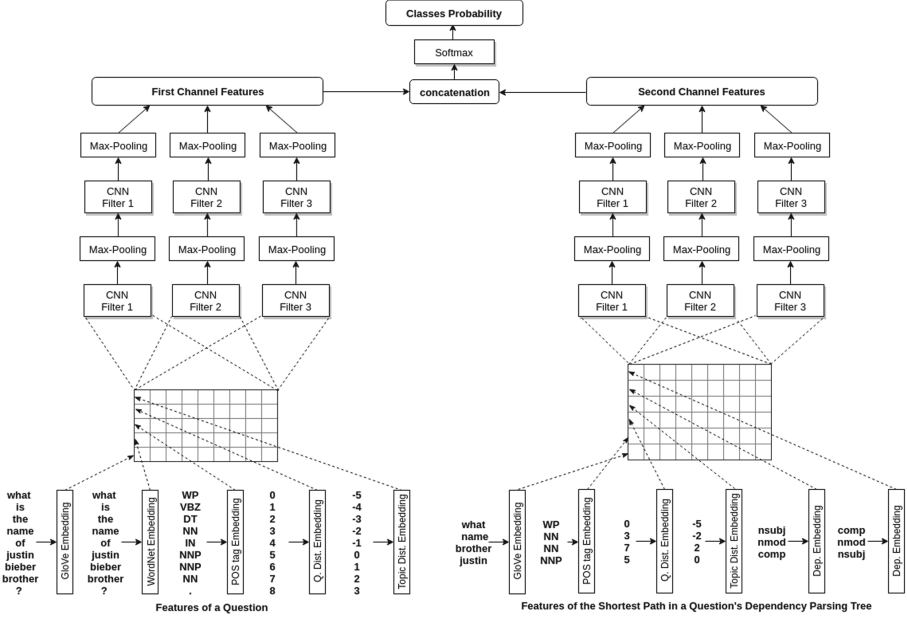 Classes Probability
Softmax
concatenation
First Channel Features
Second Channel Features
Max-Pooling
Max-Pooling
Max-Pooling
Max-Pooling
Max-Pooling
Max-Pooling
CNN
Filter 1
CNN
Filter 2
CNN
Filter 3
CNN
Filter 1
CNN
Filter 2
CNN
Filter 3
Max-Pooling
Max-Pooling
Max-Pooling
Max-Pooling
Max-Pooling
Max-Pooling
CNN
Filter 1
CNN
Filter 2
CNN
Filter 3
CNN
Filter 1
CNN
Filter 2
CNN
Filter 3
what
is
the
name
of
justin
bieber
brother
?
GloVe Embedding
what
is
the
name
of
justin
bieber
brother
?
WordNet Embedding
WP
VBZ
DT
NN
IN
NNP
NNP
NN
.
POS tag Embedding
0
1
2
3
4
5
6
7
8
Q. Dist. Embedding
-5
-4
-3
-2
-1
0
1
2
3
Topic Dist. Embedding
Features of a Question
what
name
brother
justin
GloVe Embedding
WP
NN
NN
NNP
POS tag Embedding
0
3
7
5
Q. Dist. Embedding
-5
-2
2
0
Topic Dist. Embedding
nsubj
nmod
comp
Dep. Embedding
comp
nmod
nsubj
Dep. Embedding
Features of the Shortest Path in a Question's Dependency Parsing Tree